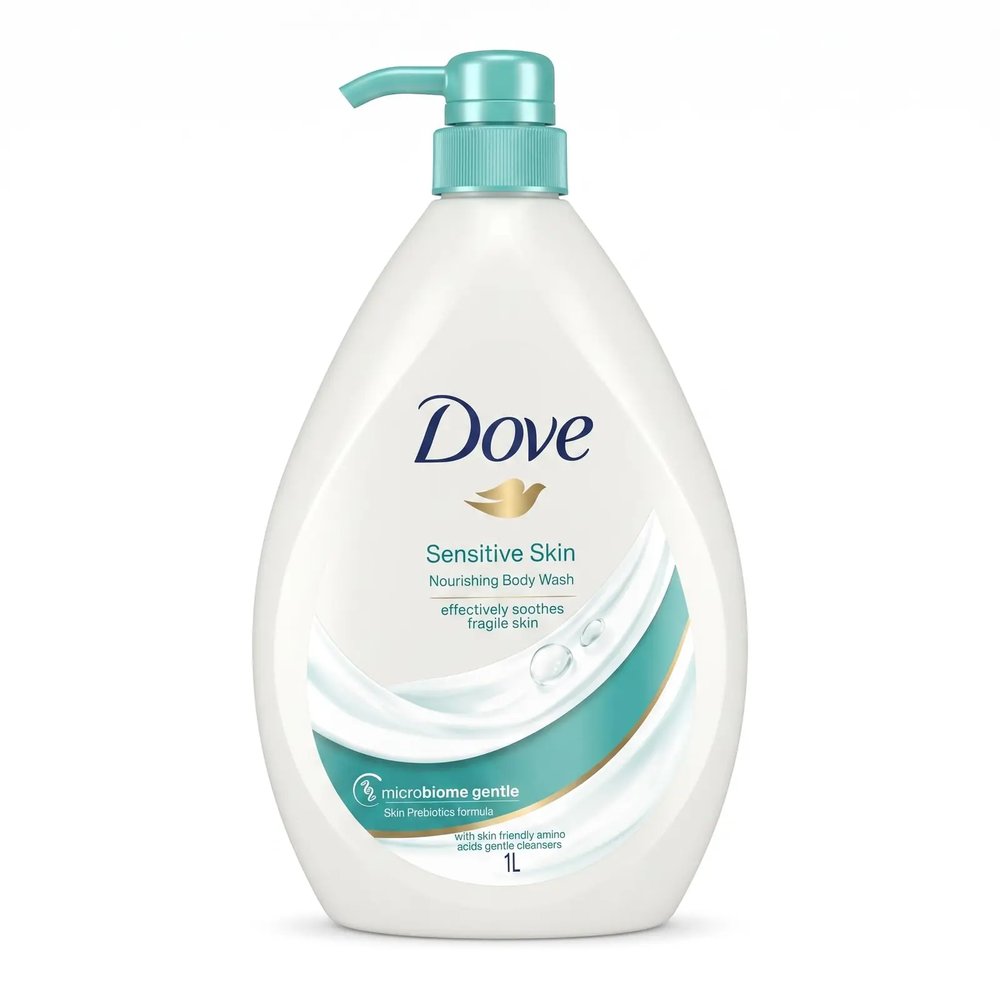 Dove
Sensitive Skin
Nourishing Body Wash
effectively soothes
fragile skin
microbiome gentle
Skin Prebiotics formula
with skin friendly amino
acids gentle cleansers
1L